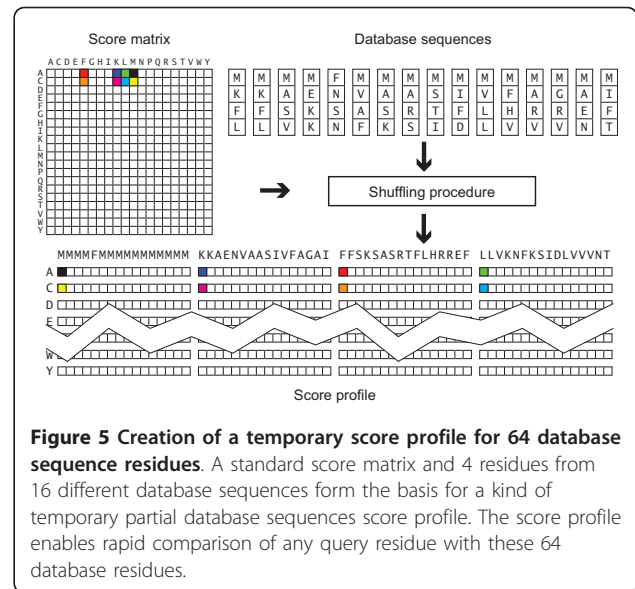 Score matrix
Database sequences
A C D E F G H I K L M N P Q R S T V W Y
A
C
D
E
F
G
H
I
K
L
M
N
P
Q
R
S
T
V
W
Y
M M M M F M M M M M M M M M M M
K K A E N V A A S I V F A G A I
F F S K S A S R T F L H R R E F
L L V K N F K S I D L V V V N T
Shuffling procedure
MMMMFMMMMMMMMMMM KKAENVAASIVFAGAI FFSKSASRTFLHRREF LLVKNFKSIDLVVVNT
A
C
D
E
W
Y
Score profile
Figure 5 Creation of a temporary score profile for 64 database
sequence residues. A standard score matrix and 4 residues from
16 different database sequences form the basis for a kind of
temporary partial database sequences score profile. The score profile
enables rapid comparison of any query residue with these 64
database residues.